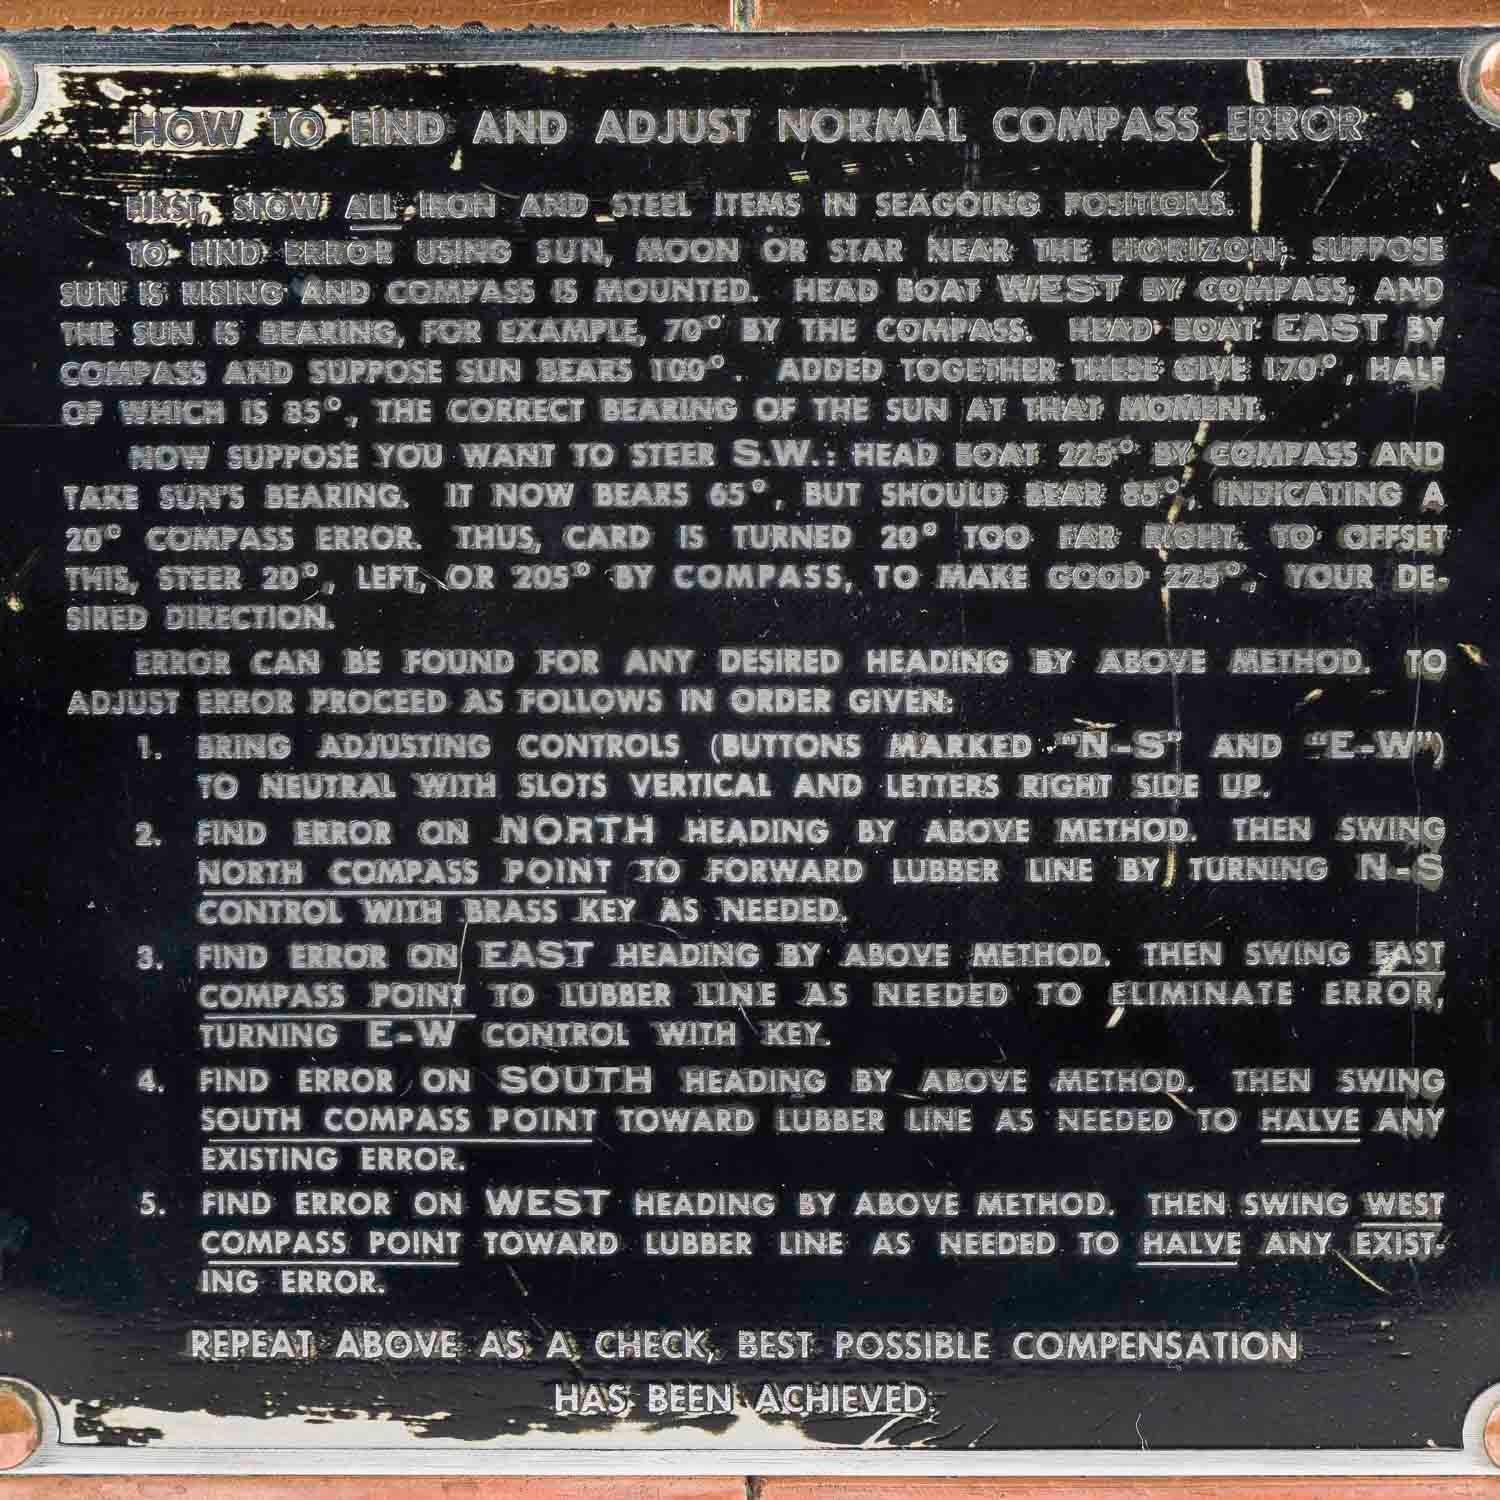 HOW TO FIND AND ADJUST NORMAL COMPASS ERROR
FIRST, STOW ALL IRON AND STEEL ITEMS IN SEAGOING POSITIONS.
TO FIND ERROR USING SUN, MOON OR STAR NEAR THE HORIZON; SUPPOSE
SUN IS RISING AND COMPASS IS MOUNTED. HEAD BOAT WEST BY COMPASS; AND
THE SUN IS BEARING, FOR EXAMPLE, 70° BY THE COMPASS. HEAD BOAT EAST BY
COMPASS AND SUPPOSE SUN BEARS 100°. ADDED TOGETHER THESE GIVE 170°, HALF
OF WHICH IS 85°, THE CORRECT BEARING OF THE SUN AT THAT MOMENT.
NOW SUPPOSE YOU WANT TO STEER S.W.: HEAD BOAT 225° BY COMPASS AND
TAKE SUN'S BEARING. IT NOW BEARS 65°, BUT SHOULD BEAR 85°, INDICATING A
20° COMPASS ERROR. THUS, CARD IS TURNED 20° TOO FAR RIGHT. TO OFFSET
THIS, STEER 20°, LEFT, OR 205° BY COMPASS, TO MAKE GOOD 225°, YOUR DE-
SIRED DIRECTION.
ERROR CAN BE FOUND FOR ANY DESIRED HEADING BY ABOVE METHOD. TO
ADJUST ERROR PROCEED AS FOLLOWS IN ORDER GIVEN:
1. BRING ADJUSTING CONTROLS (BUTTONS MARKED "N-S" AND "E-W")
TO NEUTRAL WITH SLOTS VERTICAL AND LETTERS RIGHT SIDE UP.
2. FIND ERROR ON NORTH HEADING BY ABOVE METHOD. THEN SWING
NORTH COMPASS POINT TO FORWARD LUBBER LINE BY TURNING N-S
CONTROL WITH BRASS KEY AS NEEDED.
3. FIND ERROR ON EAST HEADING BY ABOVE METHOD. THEN SWING EAST
COMPASS POINT TO LUBBER LINE AS NEEDED TO ELIMINATE ERROR,
TURNING E-W CONTROL WITH KEY.
4. FIND ERROR ON SOUTH HEADING BY ABOVE METHOD. THEN SWING
SOUTH COMPASS POINT TOWARD LUBBER LINE AS NEEDED TO HALVE ANY
EXISTING ERROR.
5. FIND ERROR ON WEST HEADING BY ABOVE METHOD. THEN SWING WEST
COMPASS POINT TOWARD LUBBER LINE AS NEEDED TO HALVE ANY EXIST-
ING ERROR.
REPEAT ABOVE AS A CHECK, BEST POSSIBLE COMPENSATION
HAS BEEN ACHIEVED.